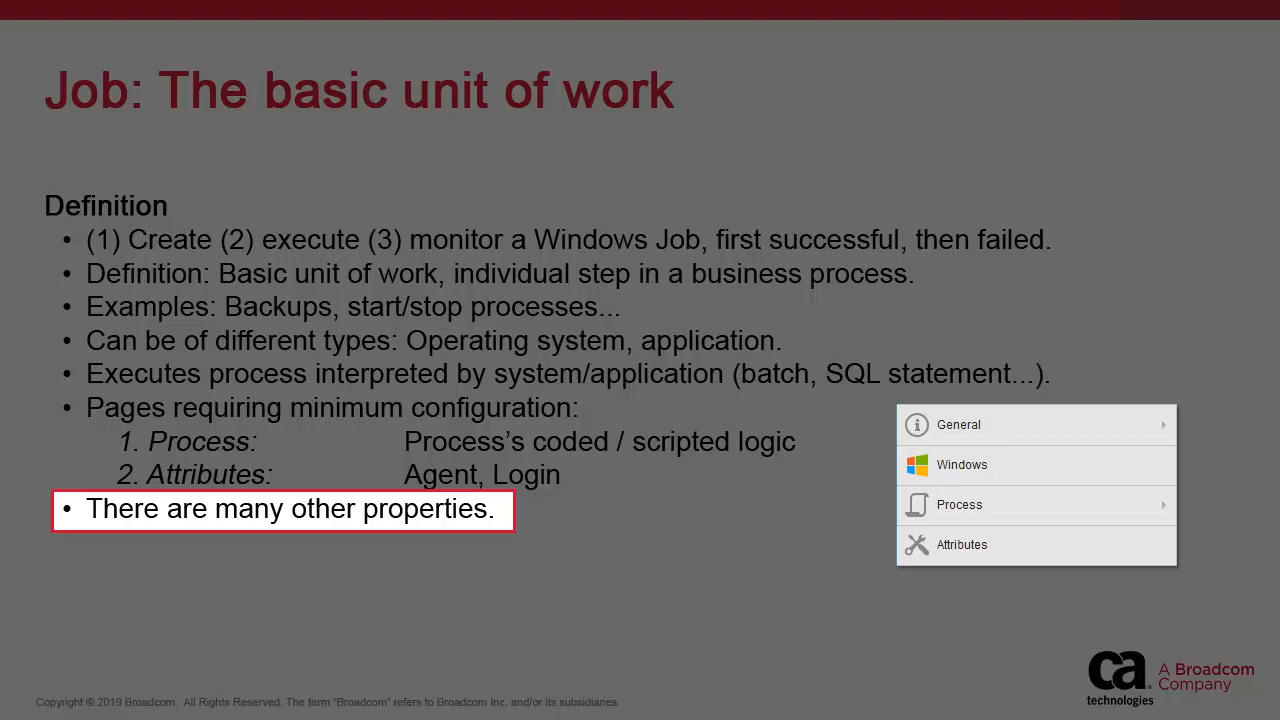 Job: The basic unit of work
Definition
• (1) Create (2) execute (3) monitor a Windows Job, first successful, then failed.
• Definition: Basic unit of work, individual step in a business process.
• Examples: Backups, start/stop processes...
• Can be of different types: Operating system, application.
• Executes process interpreted by system/application (batch, SQL statement...).
• Pages requiring minimum configuration:
1. Process: Process's coded / scripted logic
2. Attributes: Agent, Login
• There are many other properties.
General
Windows
Process
Attributes
ca technologies
A Broadcom Company
Copyright © 2019 Broadcom. All Rights Reserved. The term “Broadcom” refers to Broadcom Inc. and/or its subsidiaries.